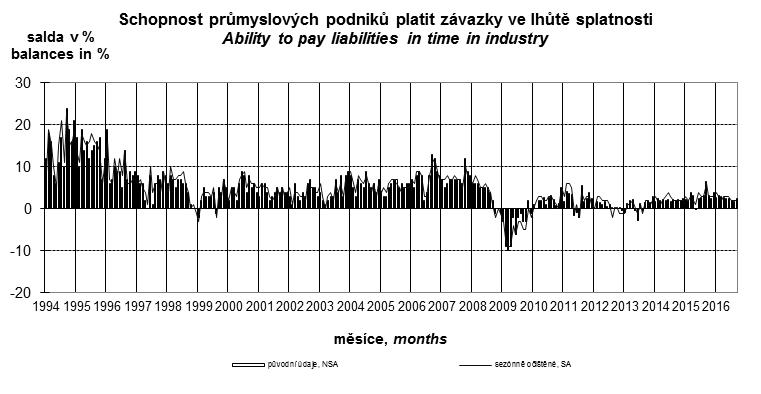 Schopnost průmyslových podniků platit závazky ve lhůtě splatnosti
Ability to pay liabilities in time in industry
salda v %
balances in %
30
20
10
0
-10
-20
1994 1995 1996 1997 1998 1999 2000 2001 2002 2003 2004 2005 2006 2007 2008 2009 2010 2011 2012 2013 2014 2015 2016
měsíce, months
původní údaje, NSA
sezónně očištěné, SA